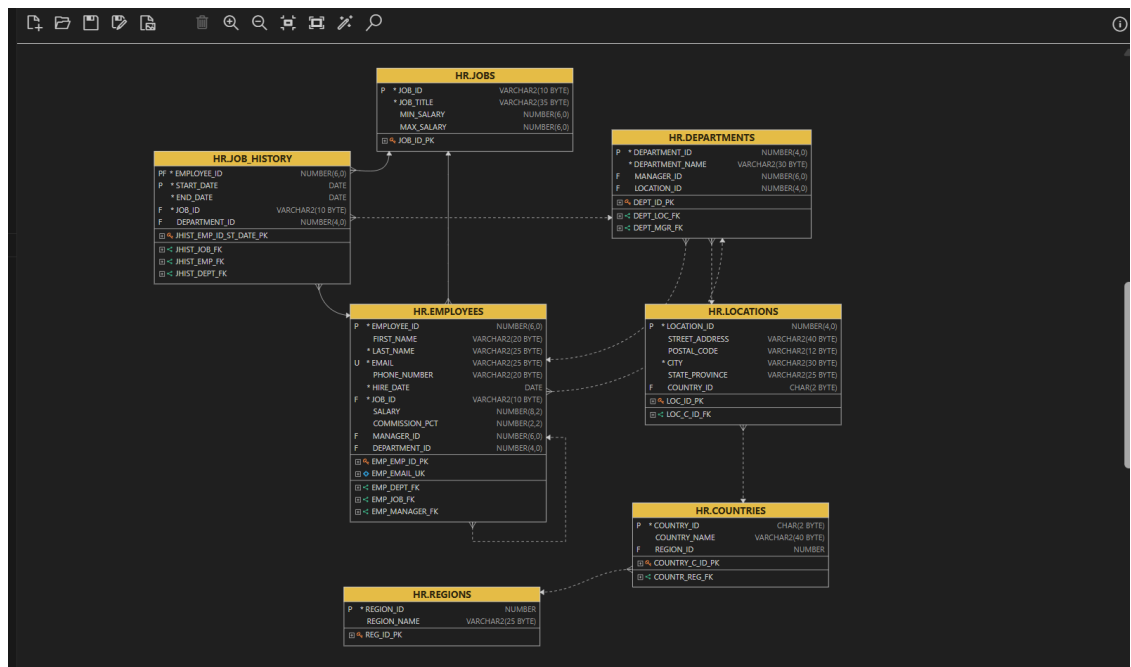 HR.JOBS
P * JOB_ID VARCHAR2(10 BYTE)
* JOB_TITLE VARCHAR2(35 BYTE)
MIN_SALARY NUMBER(6,0)
MAX_SALARY NUMBER(6,0)
JOB_ID_PK
HR.DEPARTMENTS
P * DEPARTMENT_ID NUMBER(4,0)
* DEPARTMENT_NAME VARCHAR2(30 BYTE)
F MANAGER_ID NUMBER(6,0)
F LOCATION_ID NUMBER(4,0)
DEPT_ID_PK
DEPT_LOC_FK
DEPT_MGR_FK
HR.JOB_HISTORY
PF * EMPLOYEE_ID NUMBER(6,0)
P * START_DATE DATE
* END_DATE DATE
F * JOB_ID VARCHAR2(10 BYTE)
F DEPARTMENT_ID NUMBER(4,0)
JHIST_EMP_ID_ST_DATE_PK
JHIST_JOB_FK
JHIST_EMP_FK
JHIST_DEPT_FK
HR.EMPLOYEES
P * EMPLOYEE_ID NUMBER(6,0)
FIRST_NAME VARCHAR2(20 BYTE)
* LAST_NAME VARCHAR2(25 BYTE)
U * EMAIL VARCHAR2(25 BYTE)
PHONE_NUMBER VARCHAR2(20 BYTE)
* HIRE_DATE DATE
F * JOB_ID VARCHAR2(10 BYTE)
SALARY NUMBER(8,2)
COMMISSION_PCT NUMBER(2,2)
F MANAGER_ID NUMBER(6,0)
F DEPARTMENT_ID NUMBER(4,0)
EMP_EMP_ID_PK
EMP_EMAIL_UK
EMP_DEPT_FK
EMP_JOB_FK
EMP_MANAGER_FK
HR.LOCATIONS
P * LOCATION_ID NUMBER(4,0)
STREET_ADDRESS VARCHAR2(40 BYTE)
POSTAL_CODE VARCHAR2(12 BYTE)
* CITY VARCHAR2(30 BYTE)
STATE_PROVINCE VARCHAR2(25 BYTE)
F COUNTRY_ID CHAR(2 BYTE)
LOC_ID_PK
LOC_C_ID_FK
HR.COUNTRIES
P * COUNTRY_ID CHAR(2 BYTE)
COUNTRY_NAME VARCHAR2(40 BYTE)
F REGION_ID NUMBER
COUNTRY_C_ID_PK
COUNTR_REG_FK
HR.REGIONS
P * REGION_ID NUMBER
REGION_NAME VARCHAR2(25 BYTE)
REG_ID_PK